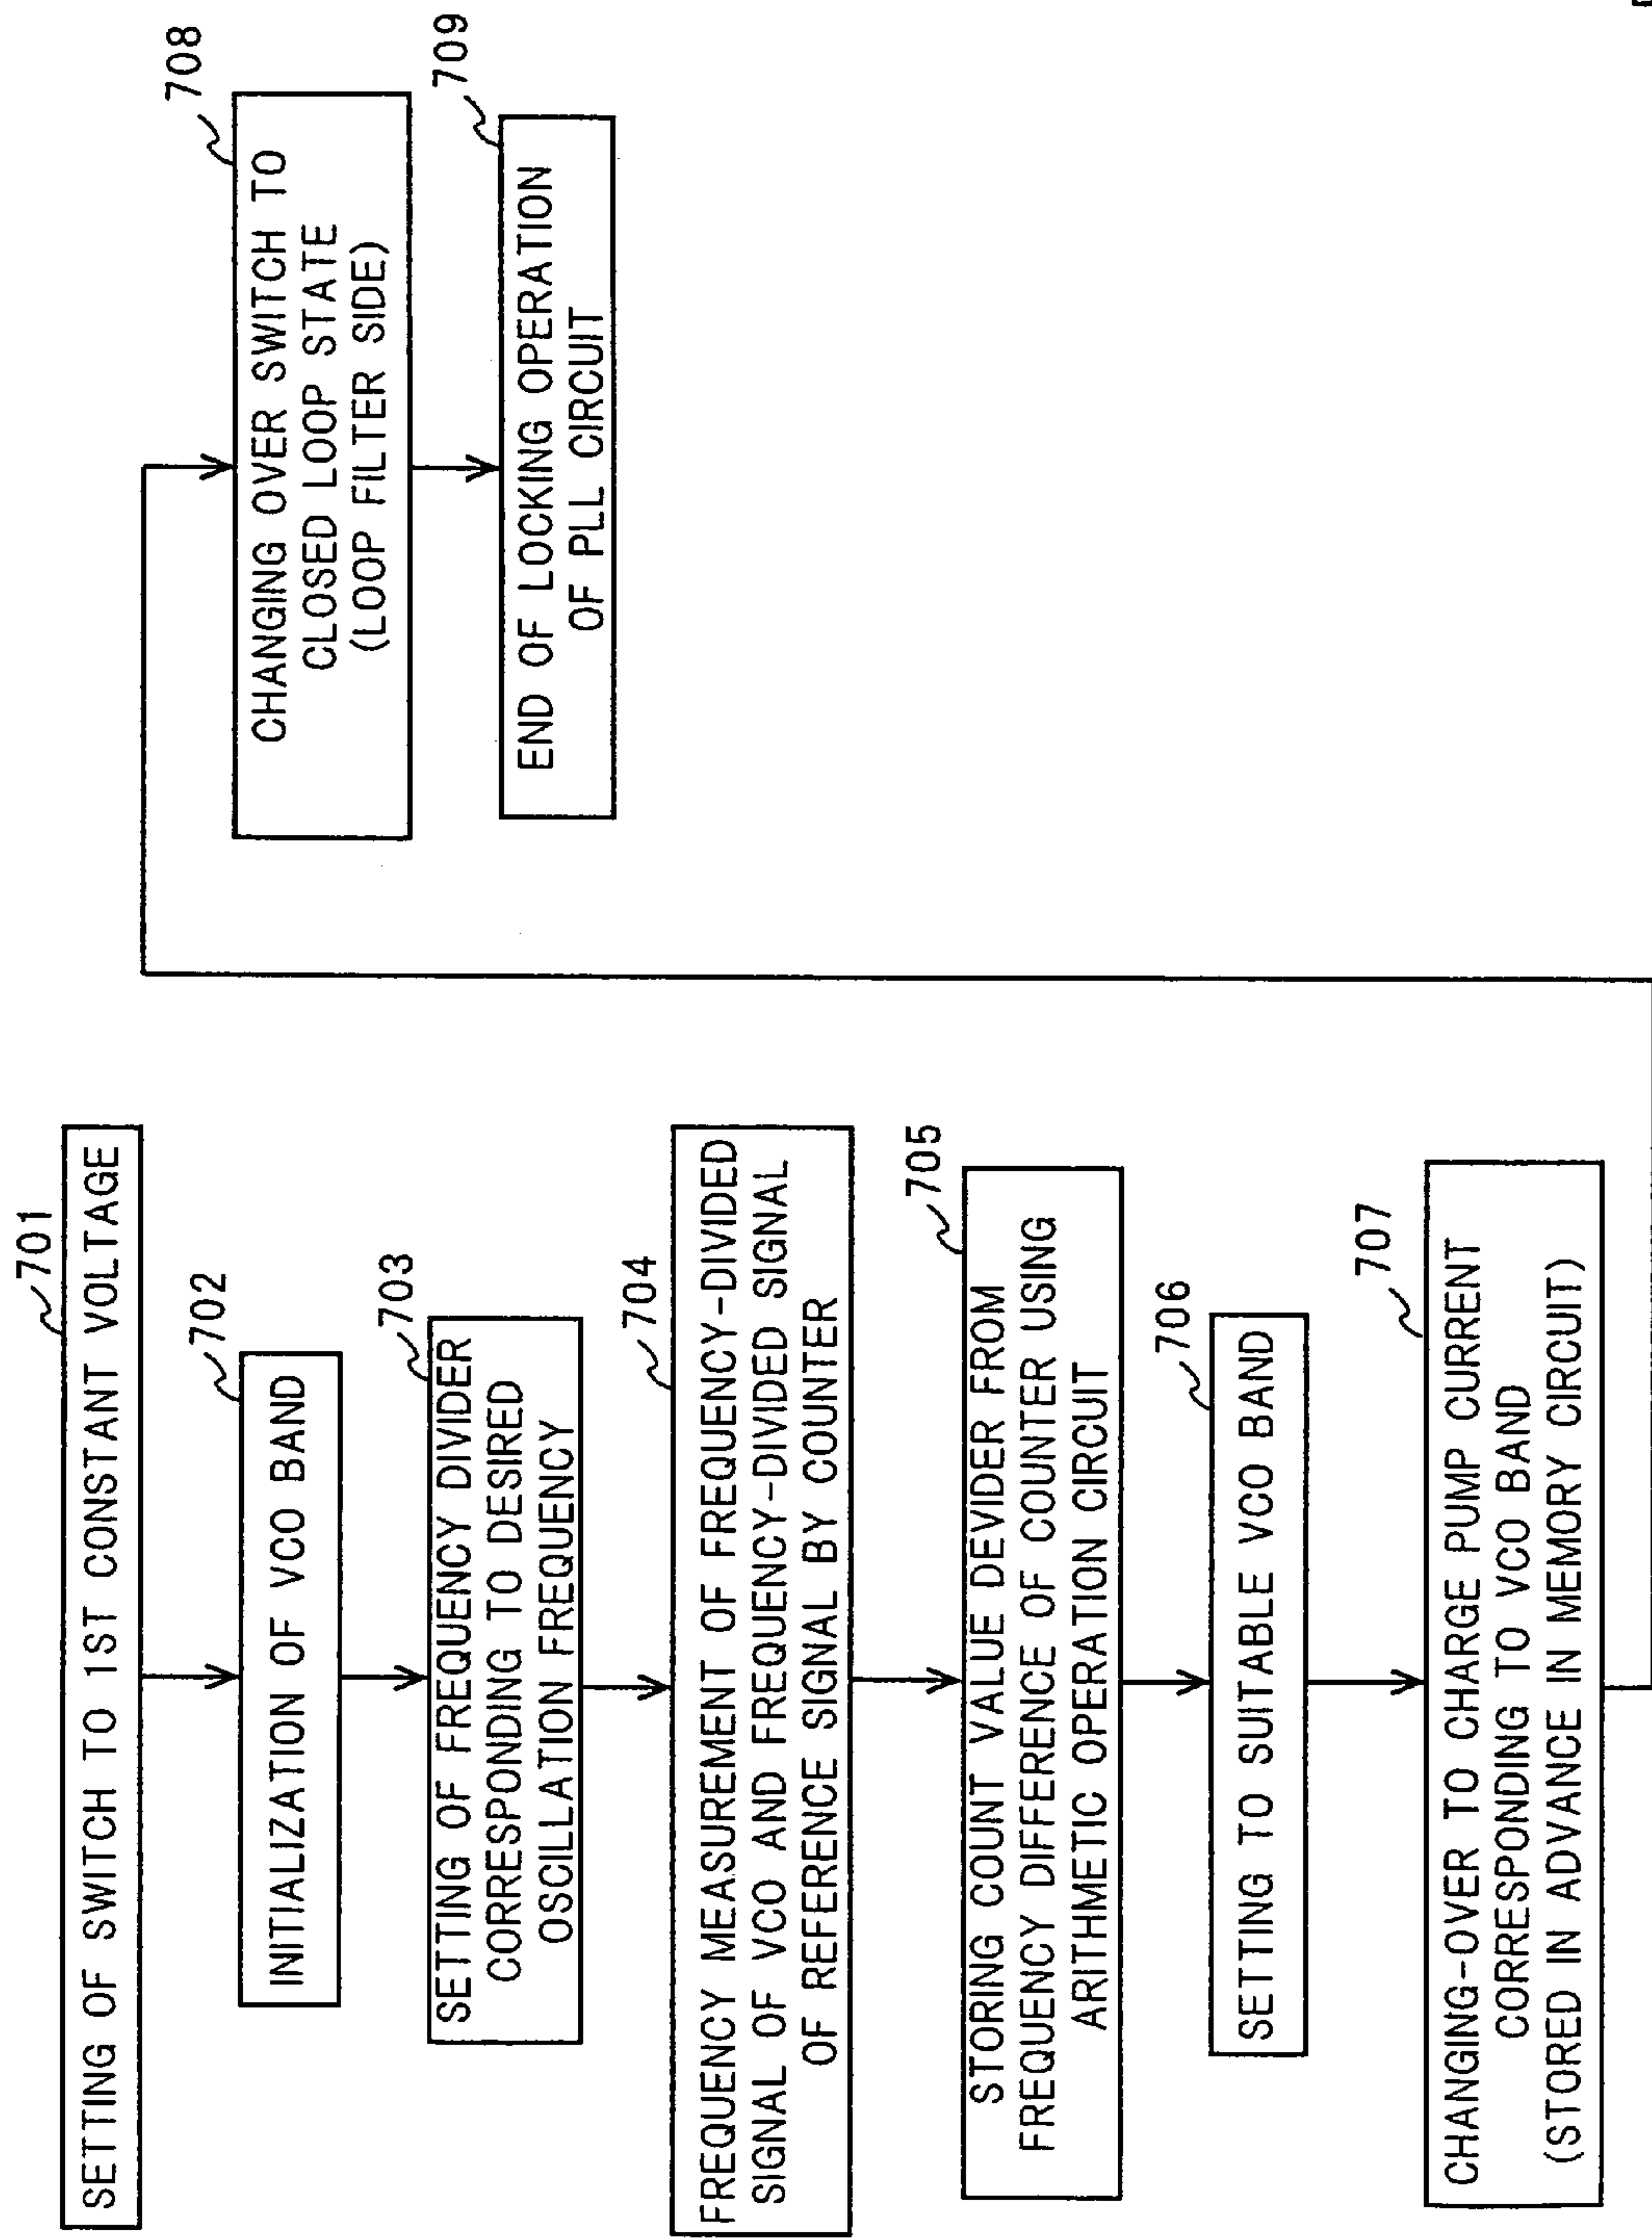 701
SETTING OF SWITCH TO 1ST CONSTANT VOLTAGE
702
INITIALIZATION OF VCO BAND
703
SETTING OF FREQUENCY DIVIDER
CORRESPONDING TO DESIRED
OSCILLATION FREQUENCY
704
FREQUENCY MEASUREMENT OF FREQUENCY-DIVIDED
SIGNAL OF VCO AND FREQUENCY-DIVIDED SIGNAL
OF REFERENCE SIGNAL BY COUNTER
705
STORING COUNT VALUE DEVIDER FROM
FREQUENCY DIFFERENCE OF COUNTER USING
ARITHMETIC OPERATION CIRCUIT
706
SETTING TO SUITABLE VCO BAND
707
CHANGING-OVER TO CHARGE PUMP CURRENT
CORRESPONDING TO VCO BAND
(STORED IN ADVANCE IN MEMORY CIRCUIT)
708
CHANGING OVER SWITCH TO
CLOSED LOOP STATE
(LOOP FILTER SIDE)
709
END OF LOCKING OPERATION
OF PLL CIRCUIT